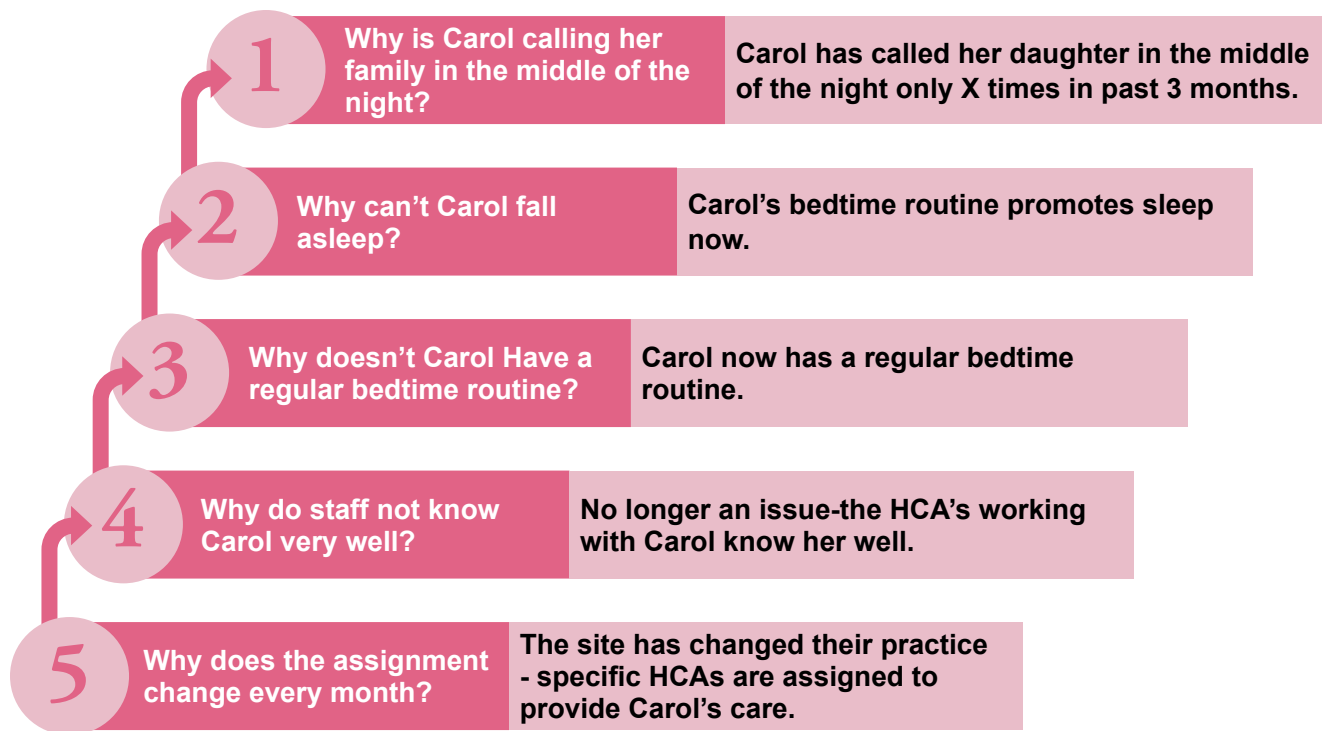 1
Why is Carol calling her
family in the middle of the
night?
Carol has called her daughter in the middle
of the night only X times in past 3 months.
2
Why can’t Carol fall
asleep?
Carol’s bedtime routine promotes sleep
now.
3
Why doesn’t Carol Have a
regular bedtime routine?
Carol now has a regular bedtime
routine.
4
Why do staff not know
Carol very well?
No longer an issue-the HCA’s working
with Carol know her well.
5
Why does the assignment
change every month?
The site has changed their practice
- specific HCAs are assigned to
provide Carol’s care.